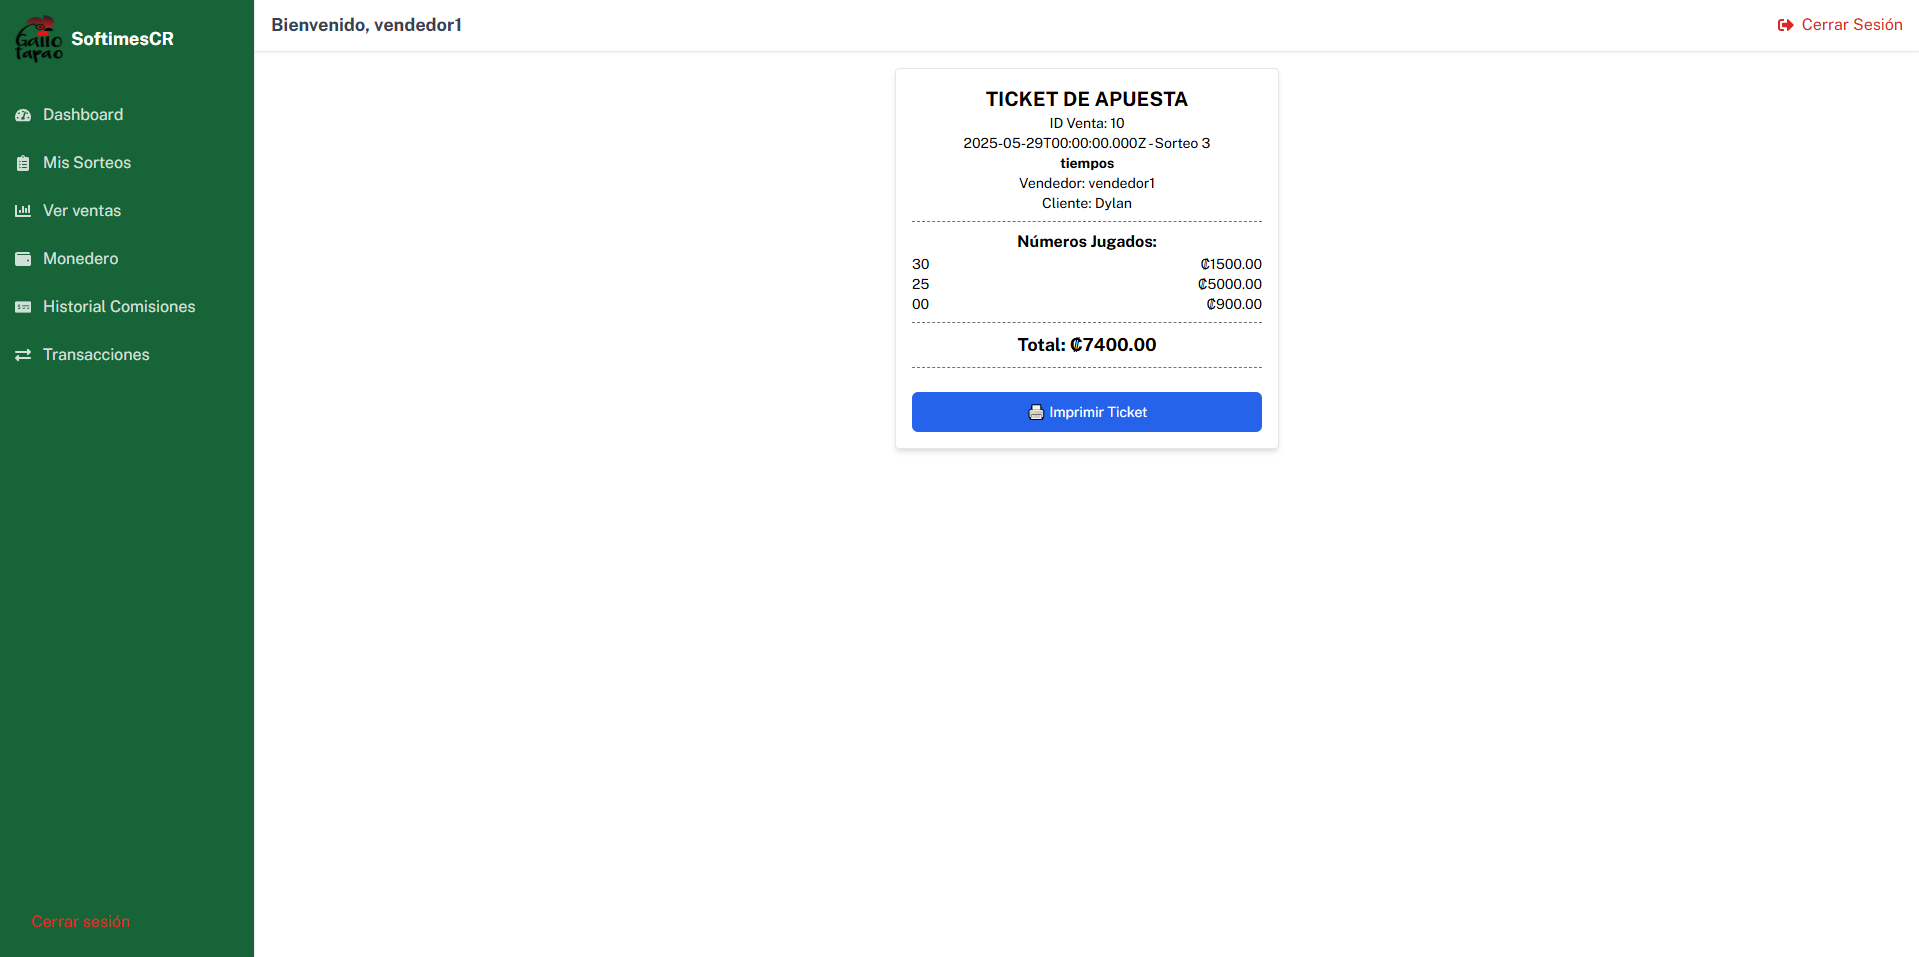 Gallo
tapao
SoftimesCR
Dashboard
Mis Sorteos
Ver ventas
Monedero
Historial Comisiones
Transacciones
Cerrar sesión
Bienvenido, vendedor1
Cerrar Sesión
TICKET DE APUESTA
ID Venta: 10
2025-05-29T00:00:00.000Z - Sorteo 3
tiempos
Vendedor: vendedor1
Cliente: Dylan
Números Jugados:
30 ₡1500.00
25 ₡5000.00
00 ₡900.00
Total: ₡7400.00
Imprimir Ticket